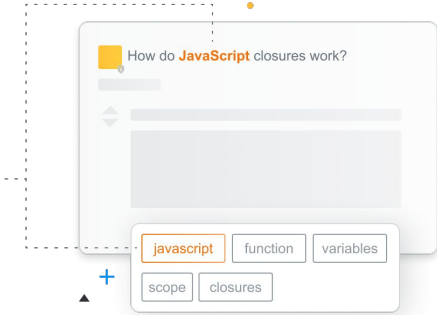 How do JavaScript closures work?
javascript function variables
scope closures